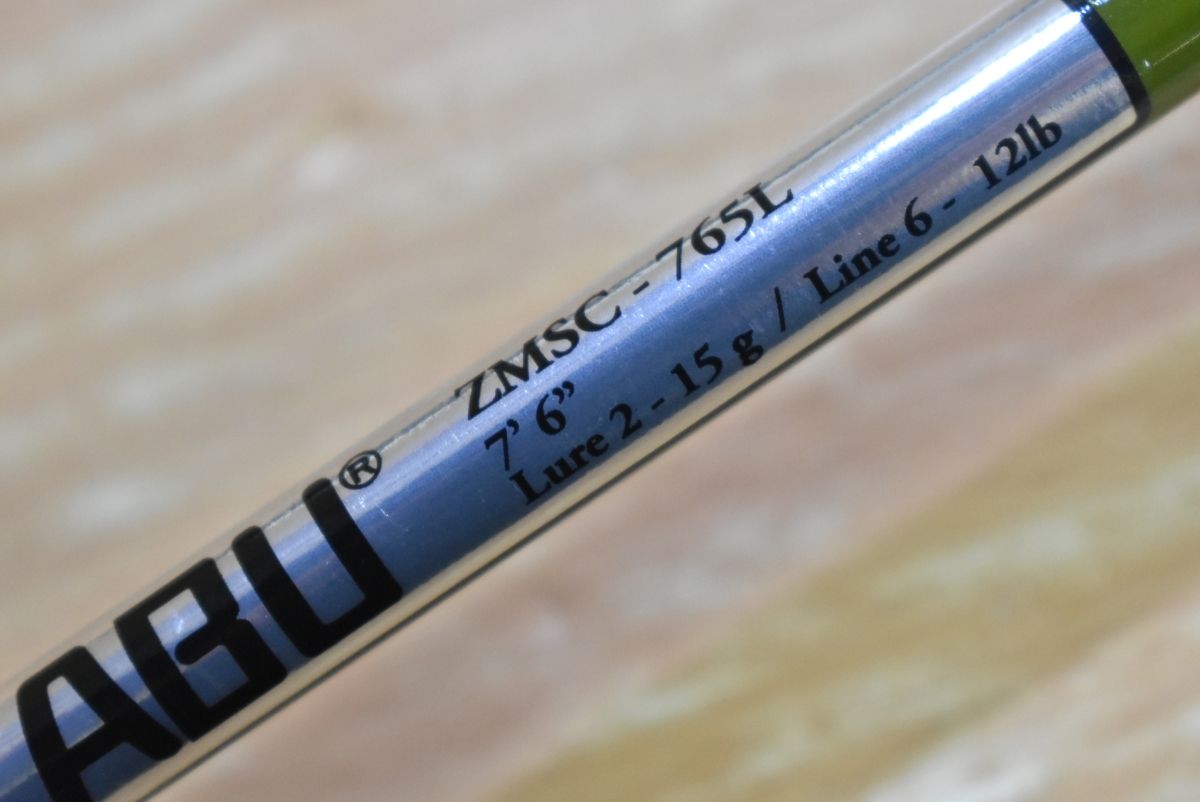 ABU®
ZMSC - 765L
7’ 6”
Lure 2 - 15 g / Line 6 - 12lb